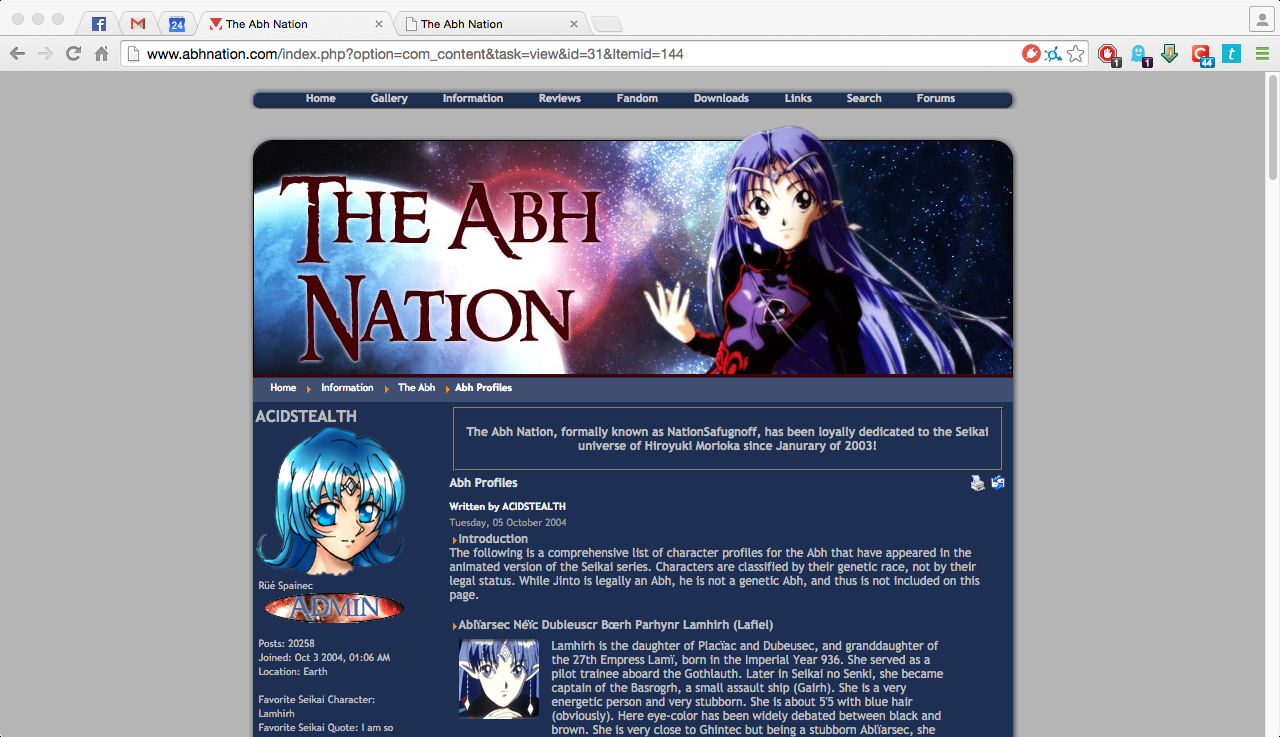 24
The Abh Nation
The Abh Nation
www.abhnation.com/index.php?option=com_content&task=view&id=31&Itemid=144
1
1
44
t
Home Gallery Information Reviews Fandom Downloads Links Search Forums
The Abh
Nation
Home Information The Abh Abh Profiles
ACIDSTEALTH
Rüé Spainec
ADMIN
Posts: 20258
Joined: Oct 3 2004, 01:06 AM
Location: Earth
Favorite Seikai Character:
Lamhirh
Favorite Seikai Quote: I am so
The Abh Nation, formally known as NationSafugnoff, has been loyally dedicated to the Seikai
universe of Hiroyuki Morioka since Janurary of 2003!
Abh Profiles
Written by ACIDSTEALTH
Tuesday, 05 October 2004
Introduction
The following is a comprehensive list of character profiles for the Abh that have appeared in the
animated version of the Seikai series. Characters are classified by their genetic race, not by their
legal status. While Jinto is legally an Abh, he is not a genetic Abh, and thus is not included on this
page.
Ablïarsec Néïc Dubleuscr Bœrh Parhynr Lamhirh (Lafiel)
Lamhirh is the daughter of Placïac and Dubeusec, and granddaughter of
the 27th Empress Lamï, born in the Imperial Year 936. She served as a
pilot trainee aboard the Gothlauth. Later in Seikai no Senki, she became
captain of the Basrogrh, a small assault ship (Gairh). She is a very
energetic person and very stubborn. She is about 5'5 with blue hair
(obviously). Here eye-color has been widely debated between black and
brown. She is very close to Ghintec but being a stubborn Ablïarsec, she